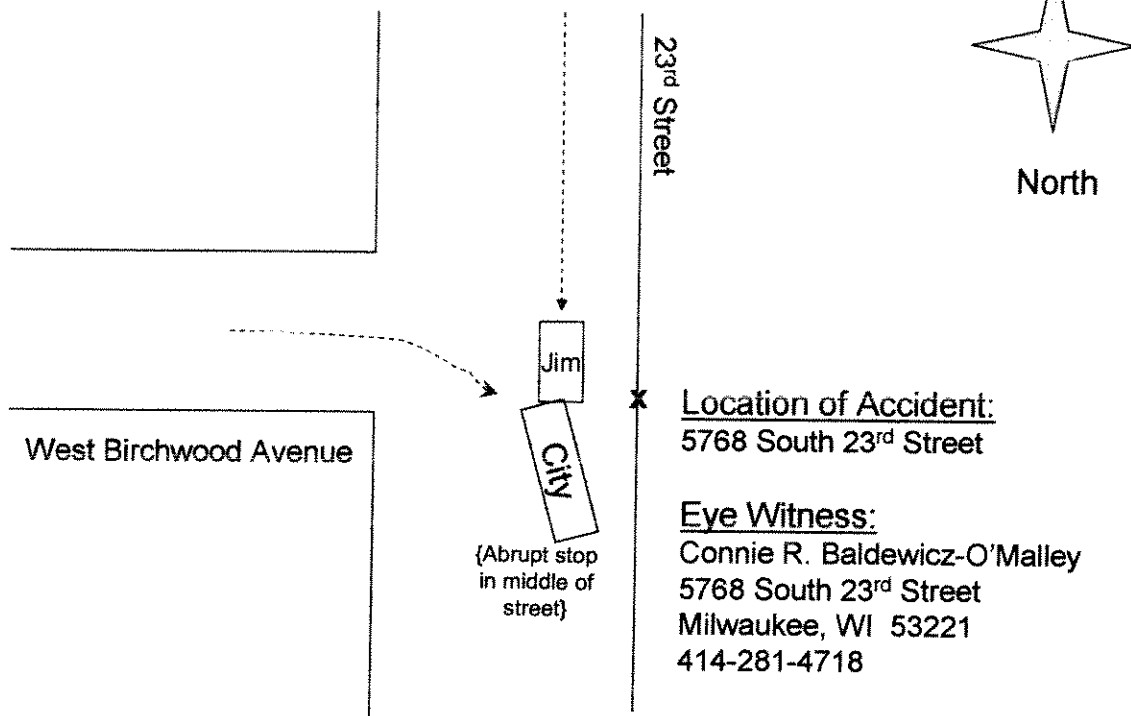 23rd Street
North
Jim
X
Location of Accident:
5768 South 23rd Street
West Birchwood Avenue
City
Eye Witness:
Connie R. Baldewicz-O'Malley
5768 South 23rd Street
Milwaukee, WI 53221
414-281-4718
{Abrupt stop
in middle of
street}